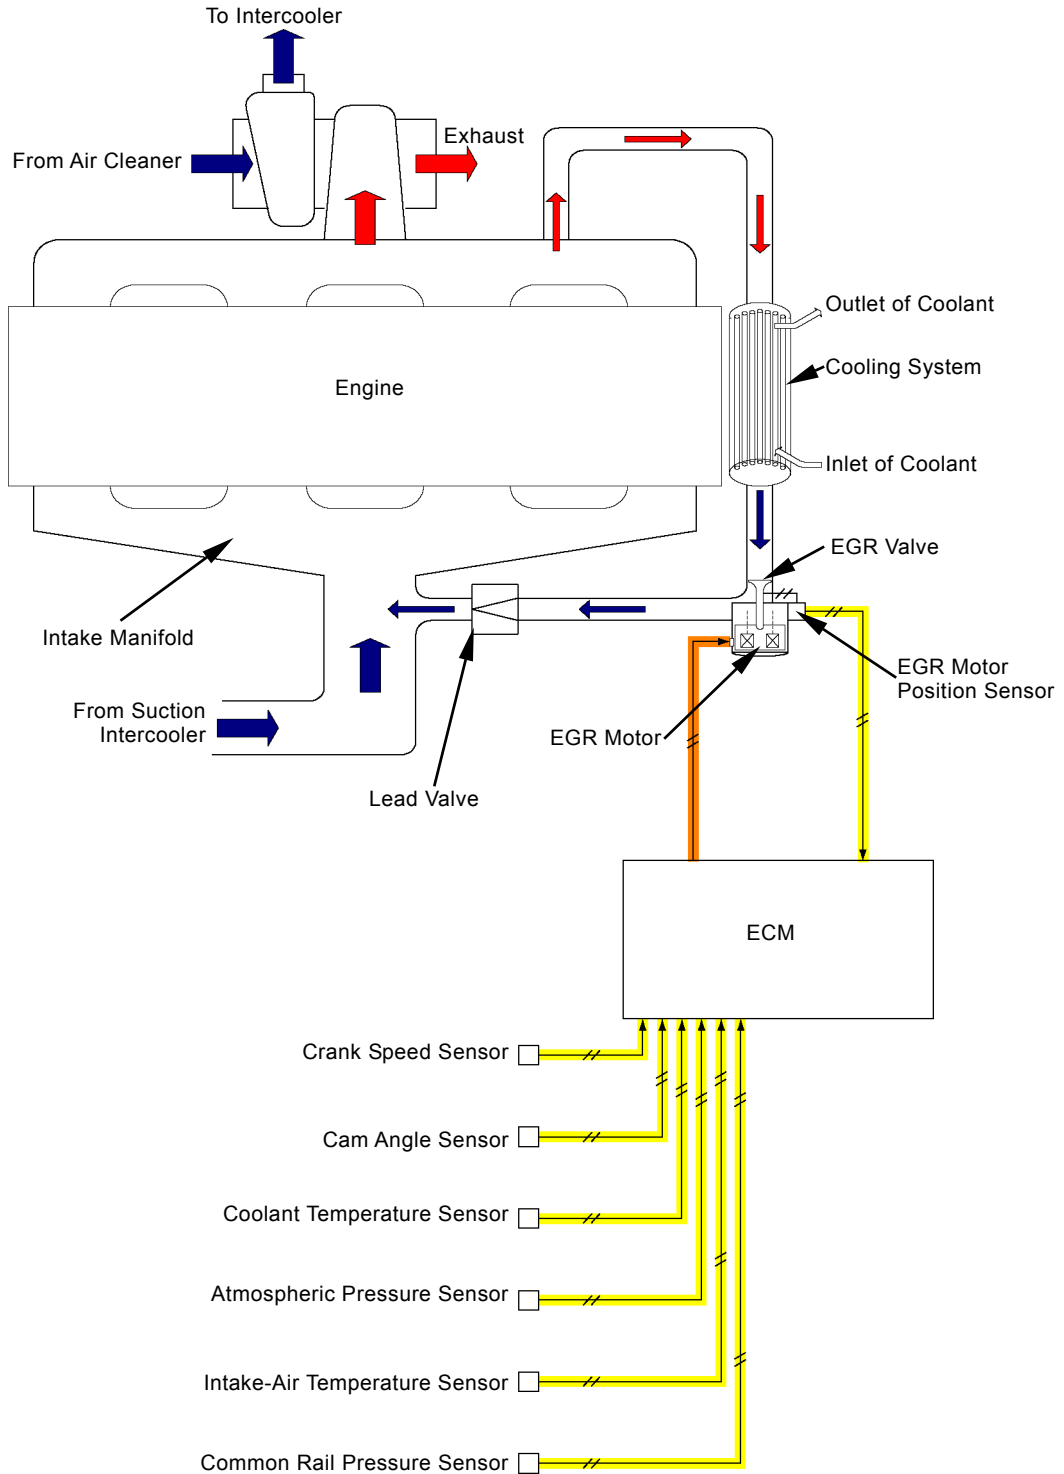 To Intercooler
Exhaust
From Air Cleaner
Outlet of Coolant
Cooling System
Engine
Inlet of Coolant
EGR Valve
Intake Manifold
EGR Motor
Position Sensor
From Suction
Intercooler
EGR Motor
Lead Valve
ECM
Crank Speed Sensor
Cam Angle Sensor
Coolant Temperature Sensor
Atmospheric Pressure Sensor
Intake-Air Temperature Sensor
Common Rail Pressure Sensor